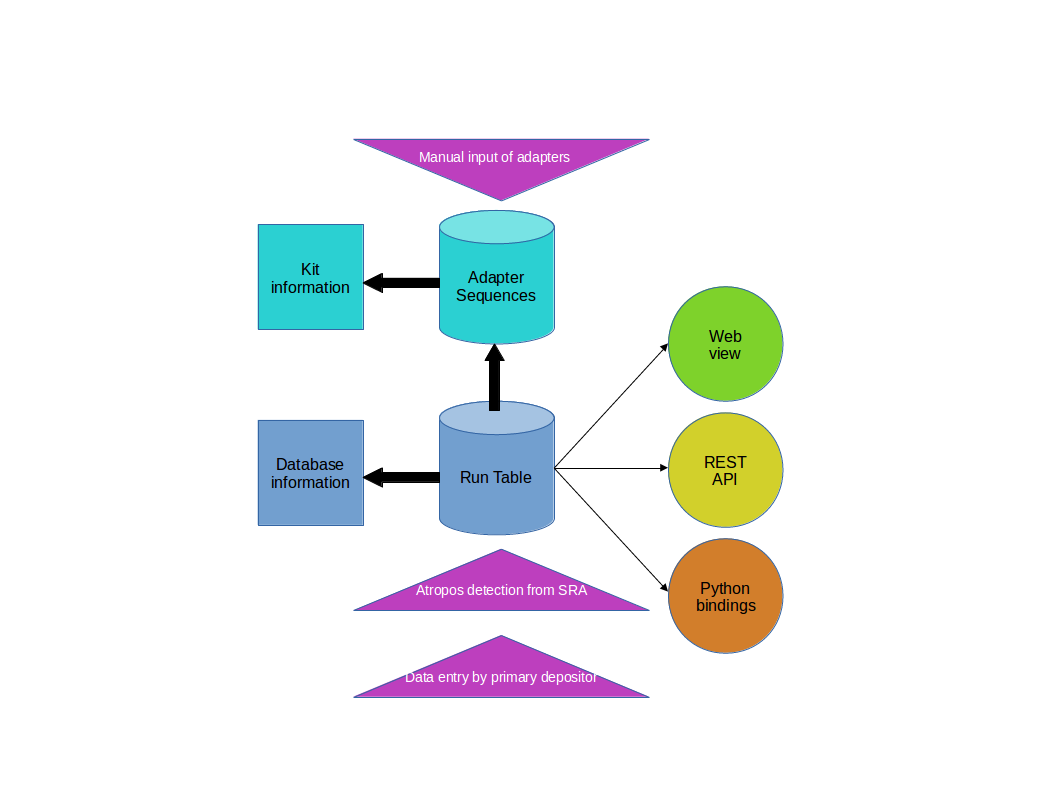 Manual input of adapters
Kit
information
Adapter
Sequences
Web
view
Database
information
Run Table
REST
API
Atropos detection from SRA
Python
bindings
Data entry by primary depositor